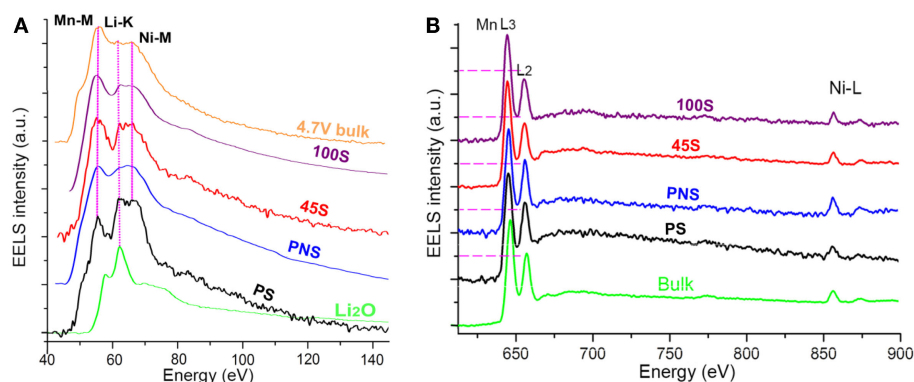 A
Mn-M Li-K
Ni-M
4.7V bulk
100S
45S
PNS
PS
Li2O
EELS intensity (a.u.)
40 60 80 100 120 140
Energy (eV)
B
Mn L3
L2
Ni-L
100S
45S
PNS
PS
Bulk
EELS intensity (a.u.)
650 700 750 800 850 900
Energy (eV)